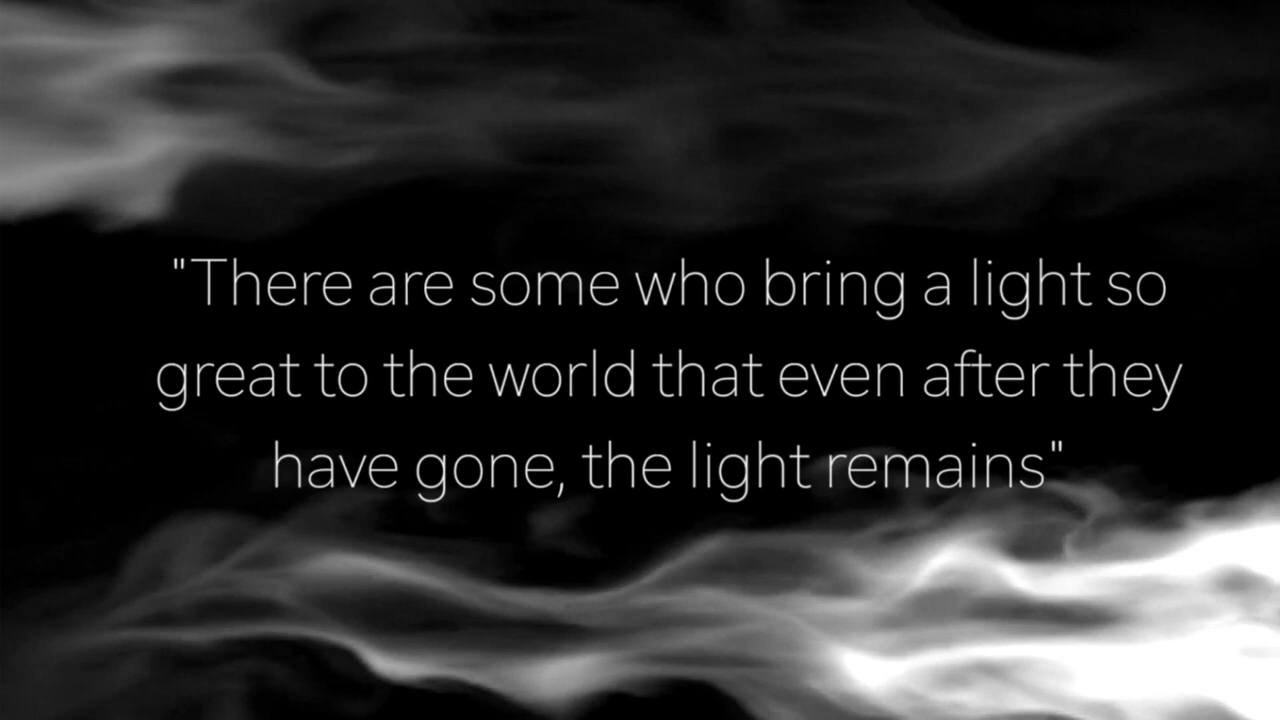 "There are some who bring a light so
great to the world that even after they
have gone, the light remains"